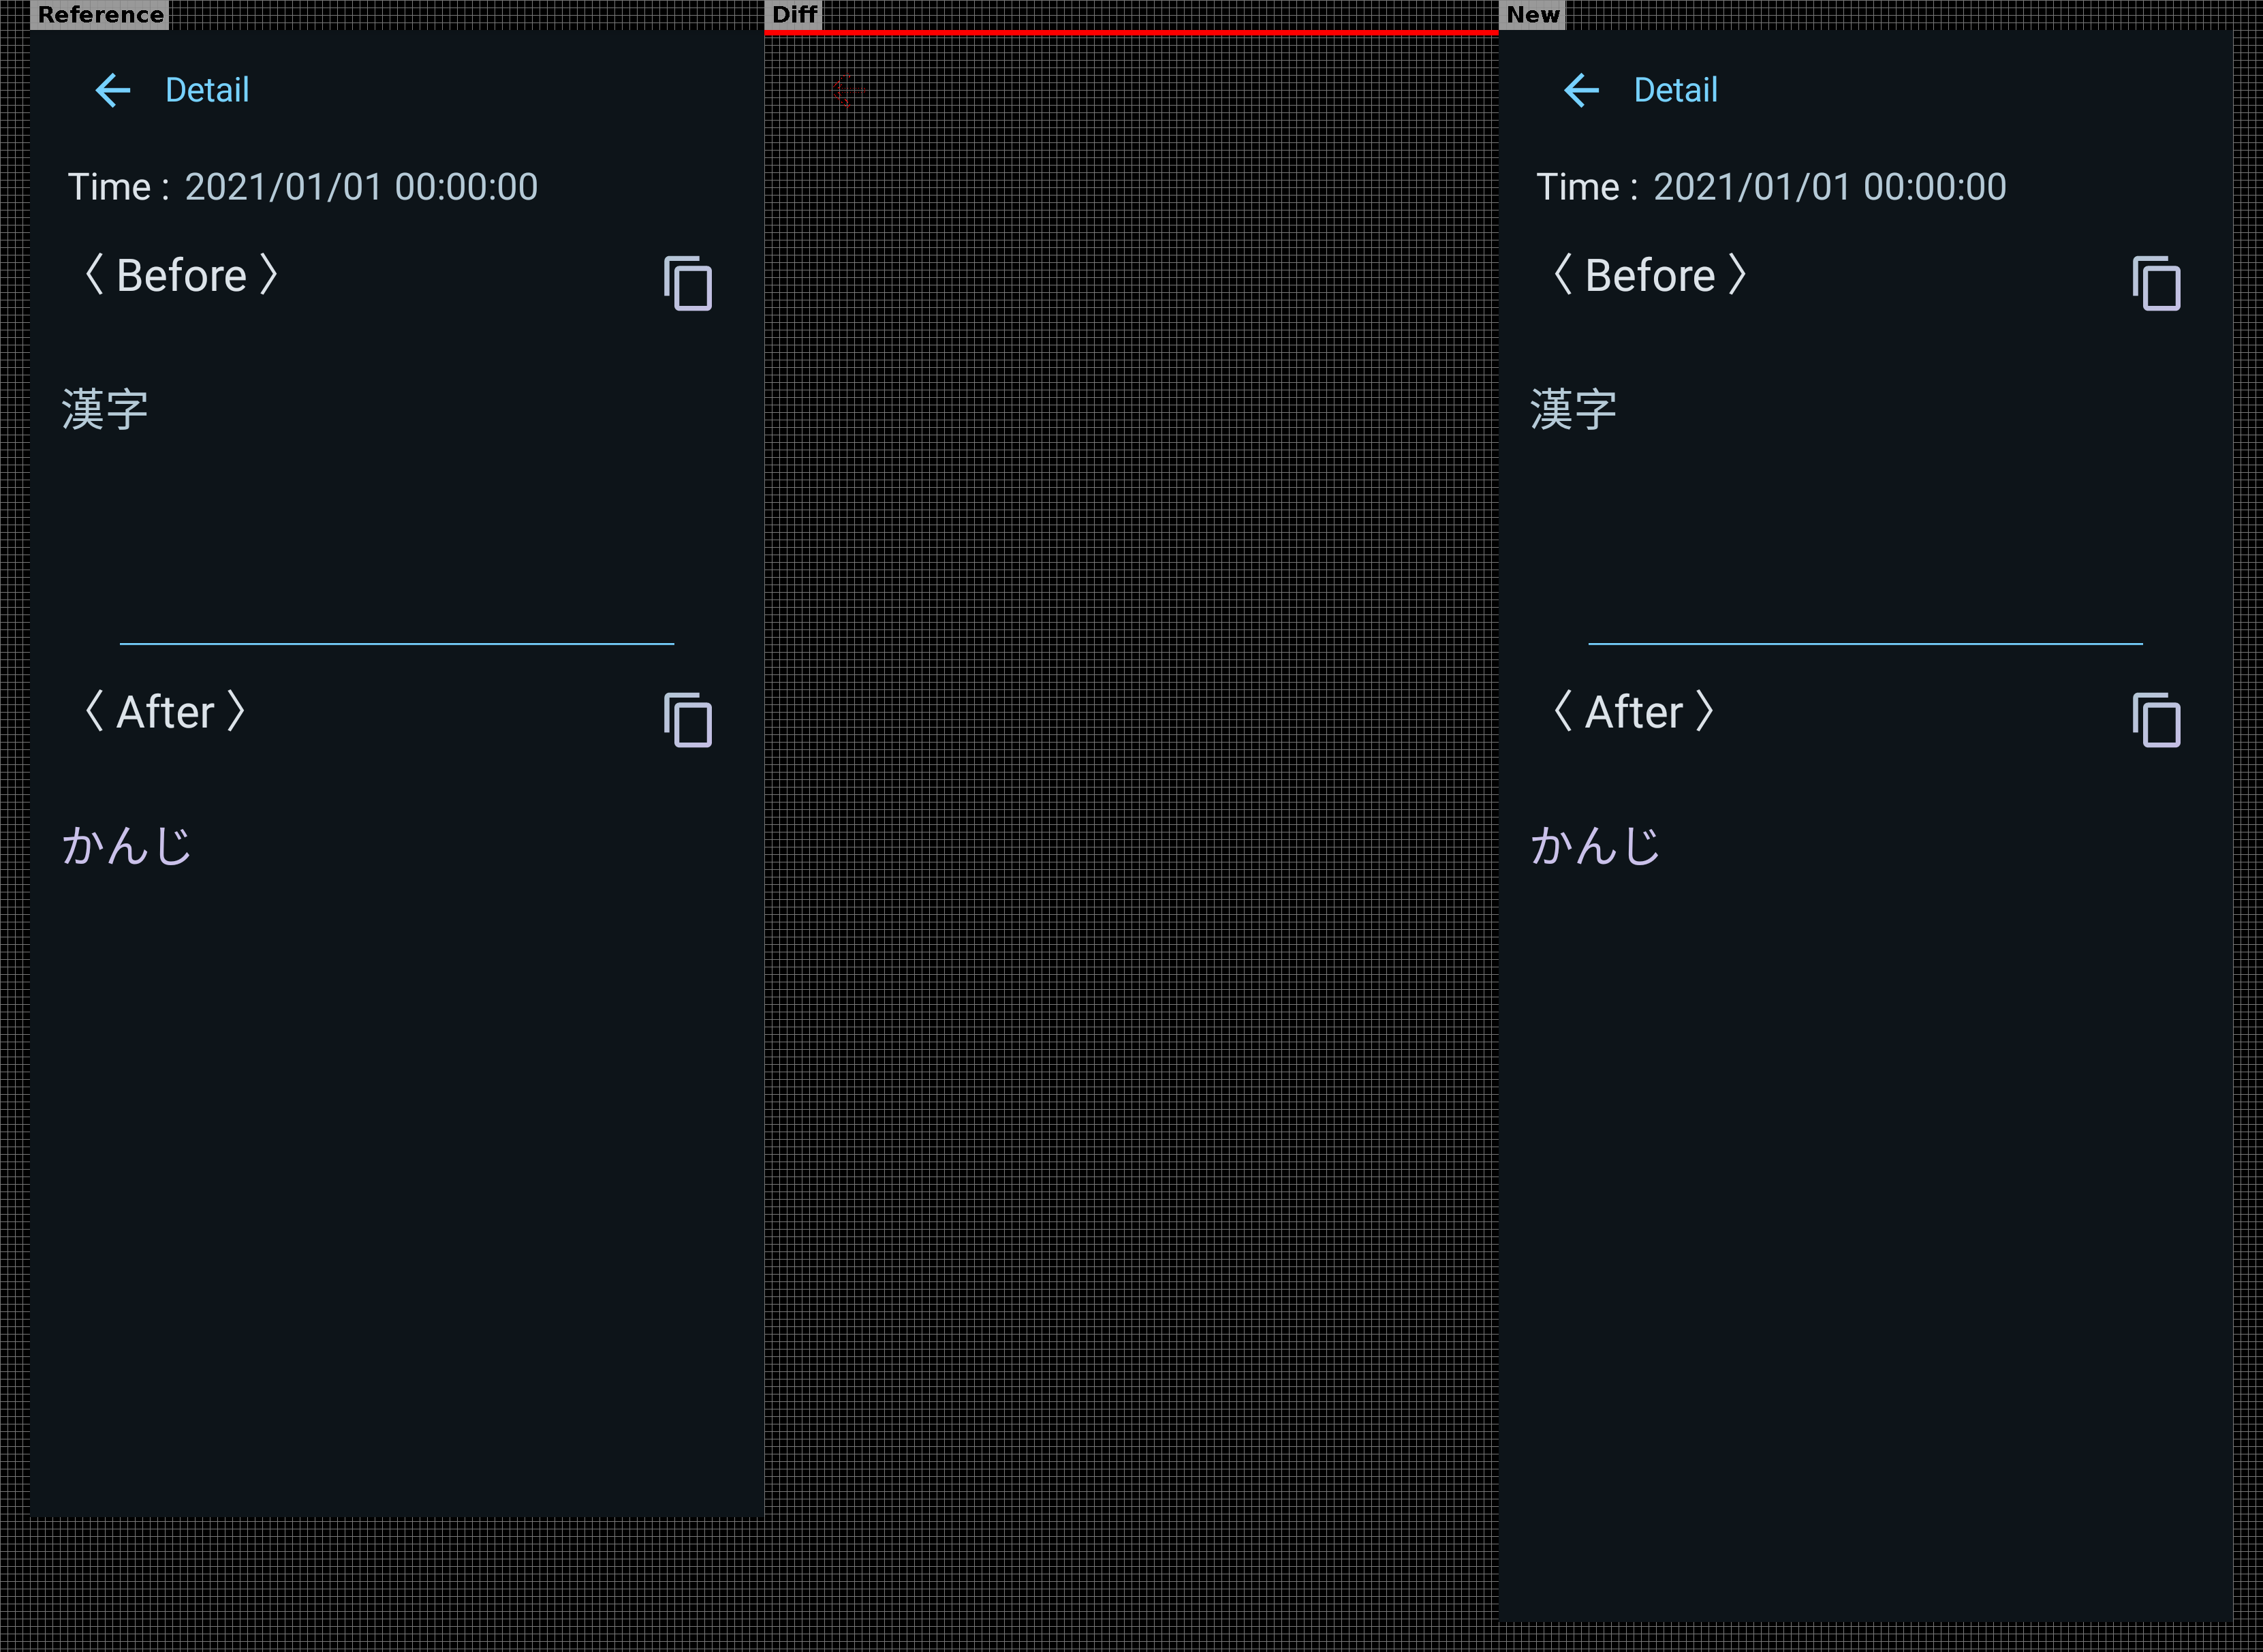 Reference
Detail
Time : 2021/01/01 00:00:00
〈 Before 〉
漢字
〈 After 〉
かんじ
Diff
New
Detail
Time : 2021/01/01 00:00:00
〈 Before 〉
漢字
〈 After 〉
かんじ